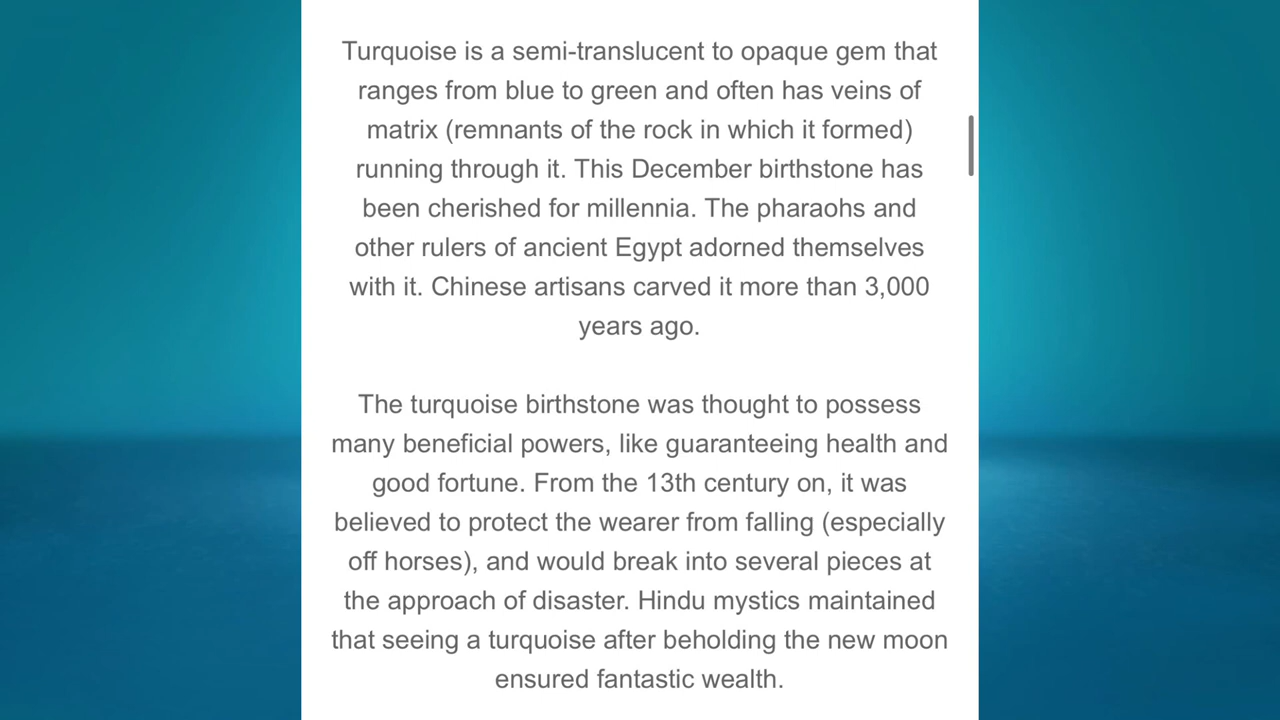 Turquoise is a semi-translucent to opaque gem that
ranges from blue to green and often has veins of
matrix (remnants of the rock in which it formed)
running through it. This December birthstone has
been cherished for millennia. The pharaohs and
other rulers of ancient Egypt adorned themselves
with it. Chinese artisans carved it more than 3,000
years ago.
The turquoise birthstone was thought to possess
many beneficial powers, like guaranteeing health and
good fortune. From the 13th century on, it was
believed to protect the wearer from falling (especially
off horses), and would break into several pieces at
the approach of disaster. Hindu mystics maintained
that seeing a turquoise after beholding the new moon
ensured fantastic wealth.